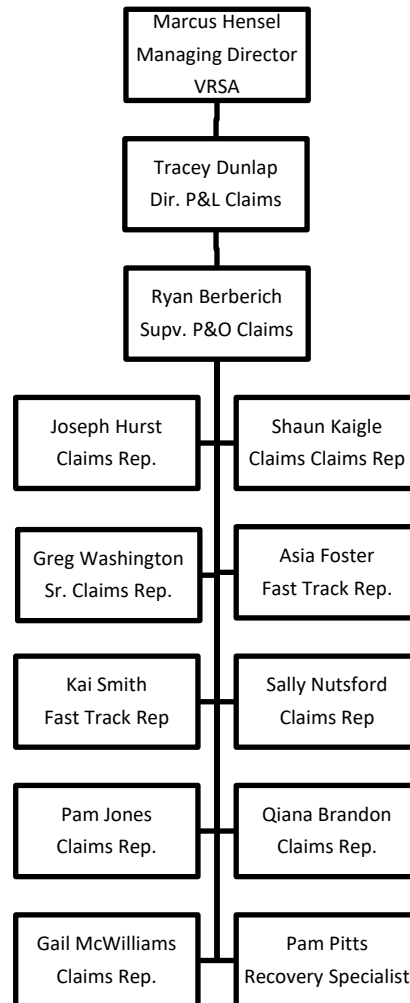 Marcus Hensel
Managing Director
VRSA
Tracey Dunlap
Dir. P&L Claims
Ryan Berberich
Supv. P&O Claims
Joseph Hurst
Claims Rep.
Shaun Kaigle
Claims Claims Rep
Greg Washington
Sr. Claims Rep.
Asia Foster
Fast Track Rep.
Kai Smith
Fast Track Rep
Sally Nutsford
Claims Rep
Pam Jones
Claims Rep.
Qiana Brandon
Claims Rep.
Gail McWilliams
Claims Rep.
Pam Pitts
Recovery Specialist